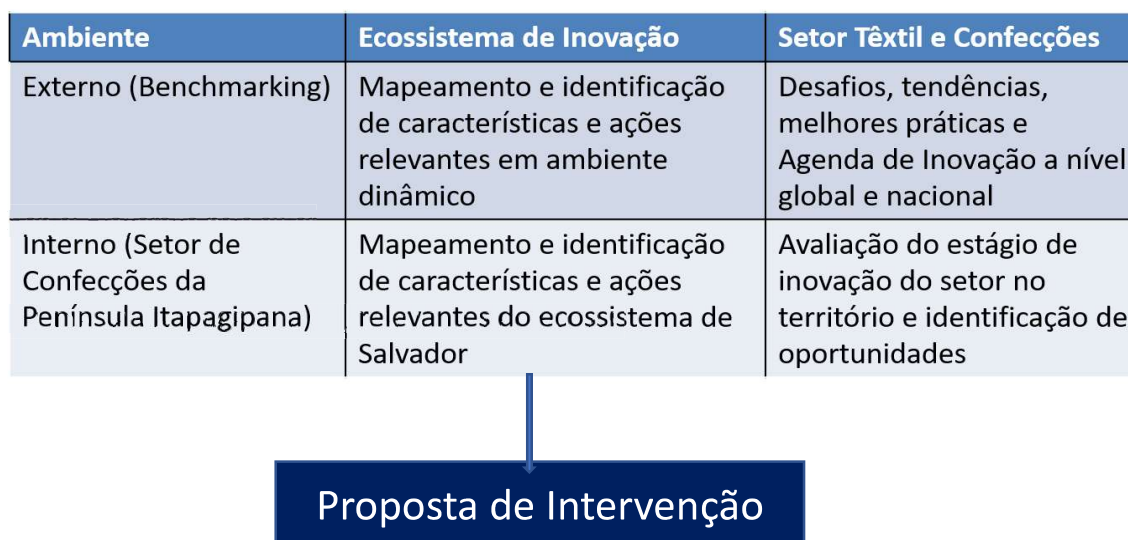 Ambiente
Ecossistema de Inovação
Setor Têxtil e Confecções
Externo (Benchmarking)
Mapeamento e identificação
de características e ações
relevantes em ambiente
dinâmico
Desafios, tendências,
melhores práticas e
Agenda de Inovação a nível
global e nacional
Interno (Setor de
Confecções da
Península Itapagipana)
Mapeamento e identificação
de características e ações
relevantes do ecossistema de
Salvador
Avaliação do estágio de
inovação do setor no
território e identificação de
oportunidades
Proposta de Intervenção